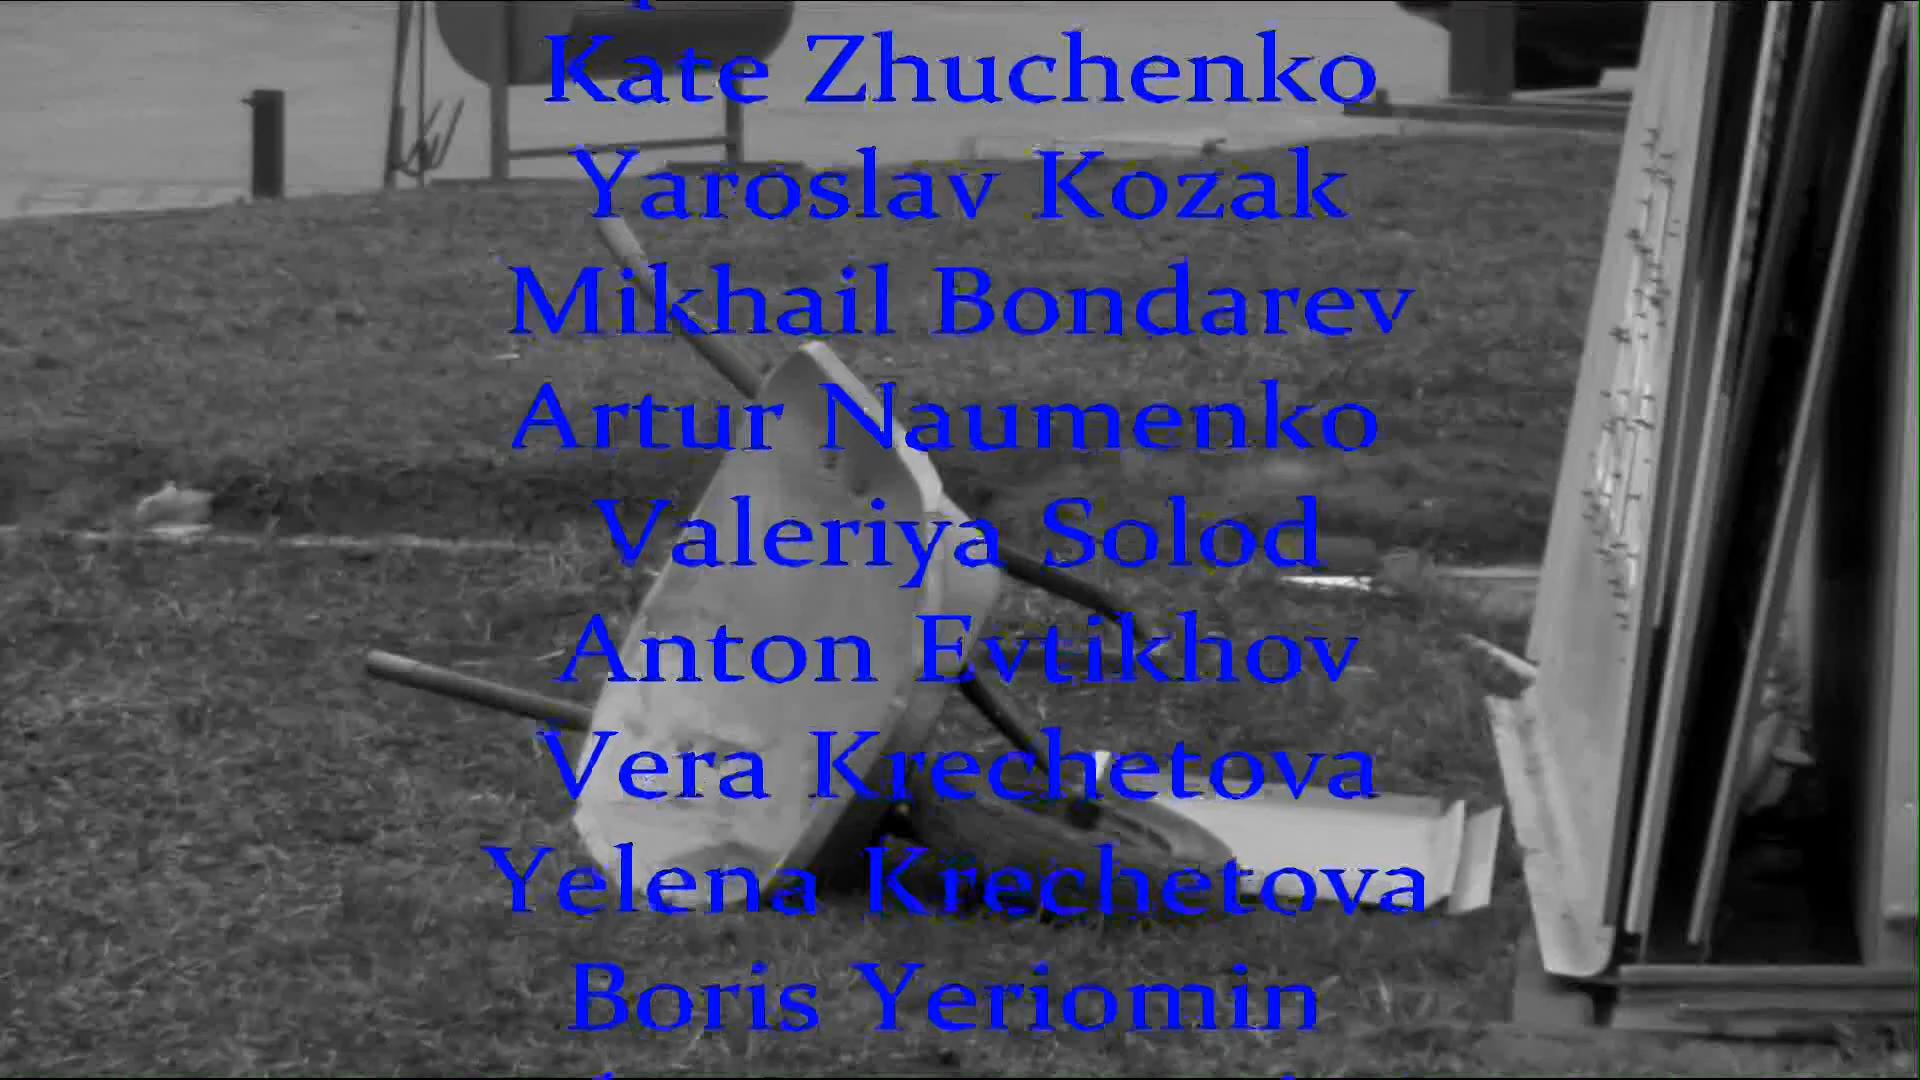 Kate Zhuchenko
Yaroslav Kozak
Mikhail Bondarev
Artur Naumenko
Valeriya Solod
Anton Evtikhov
Vera Krechetova
Yelena Krechetova
Boris Yeriomin